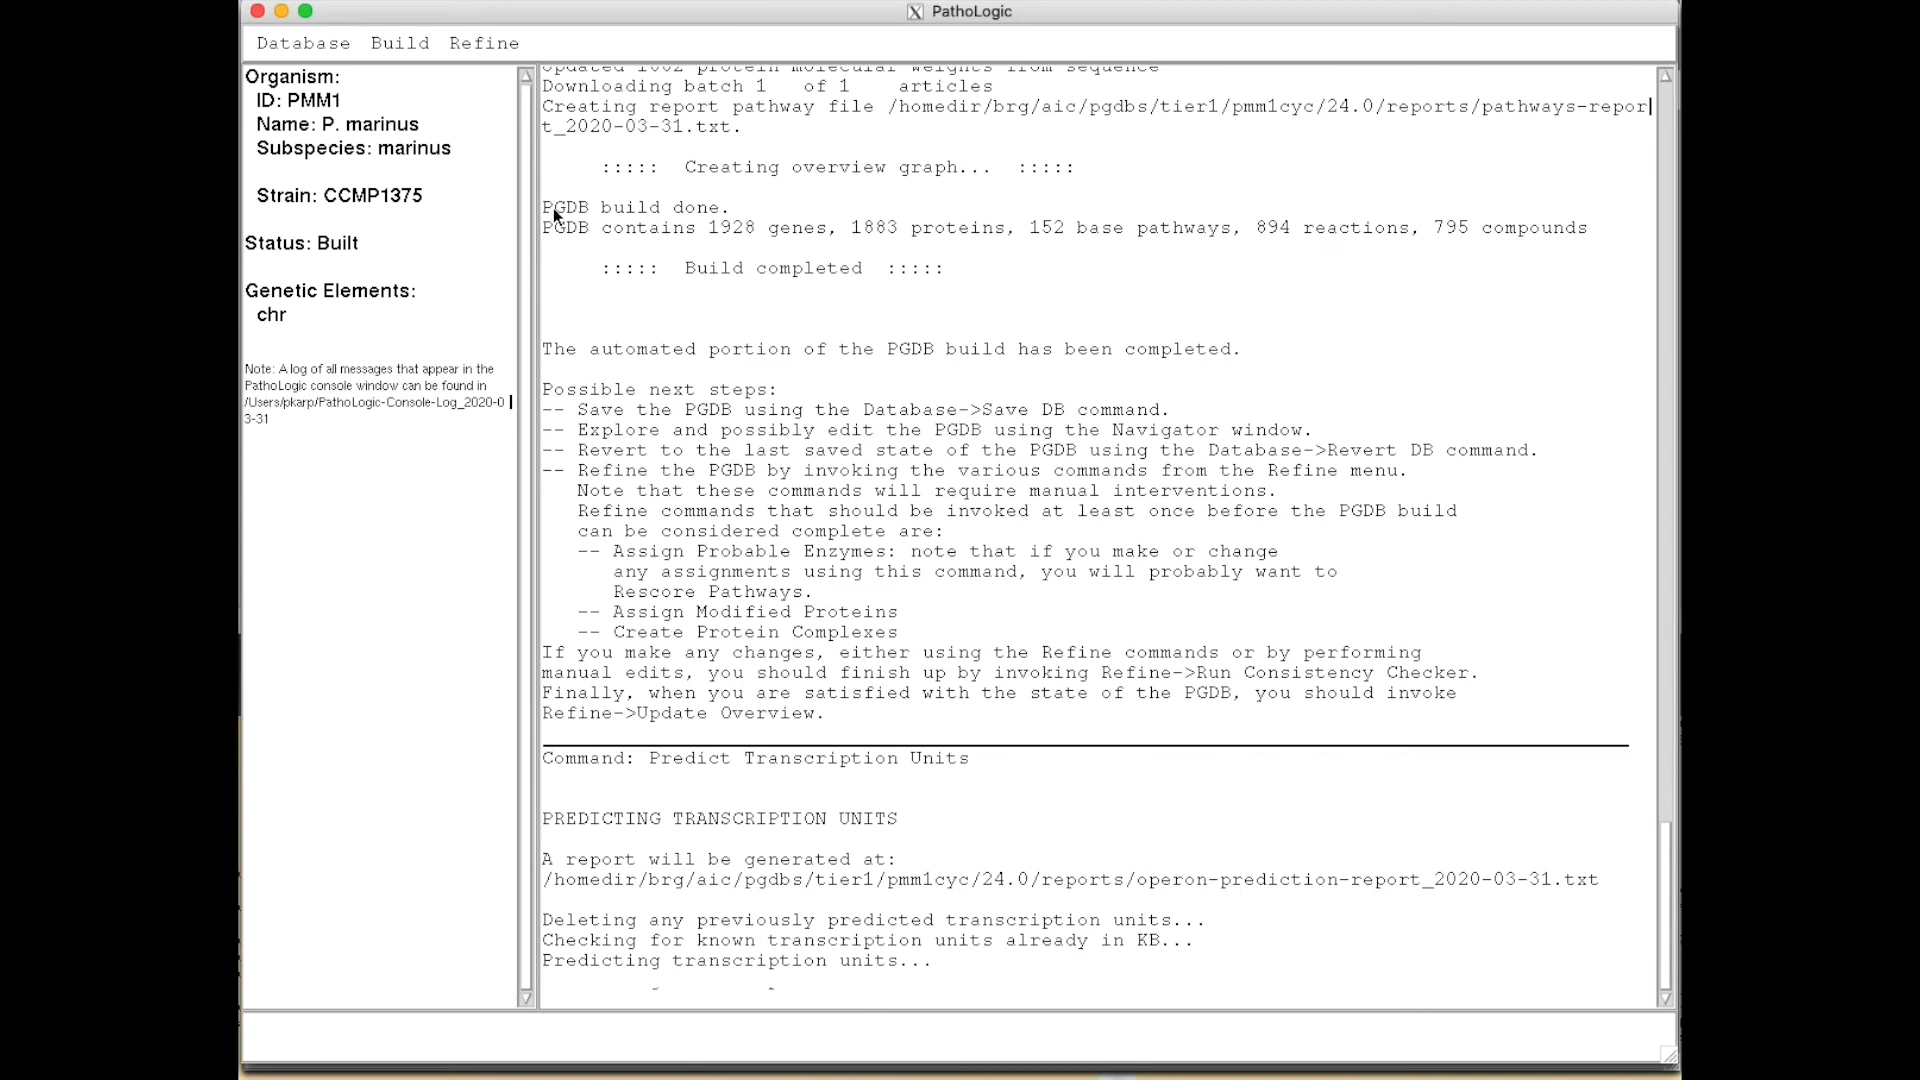 PathoLogic
Database Build Refine
Organism:
ID: PMM1
Name: P. marinus
Subspecies: marinus
Strain: CCMP1375
Status: Built
Genetic Elements:
chr
Note: A log of all messages that appear in the
PathoLogic console window can be found in
/Users/pkarp/PathoLogic-Console-Log_2020-0
3-31
Updated 1882 protein molecular weights from sequence
Downloading batch 1 of 1 articles
Creating report pathway file /homedir/brg/aic/pgdbs/tier1/pmm1cyc/24.0/reports/pathways-repor
t_2020-03-31.txt.
::::: Creating overview graph... :::::
PGDB build done.
PGDB contains 1928 genes, 1883 proteins, 152 base pathways, 894 reactions, 795 compounds
::::: Build completed :::::
The automated portion of the PGDB build has been completed.
Possible next steps:
-- Save the PGDB using the Database->Save DB command.
-- Explore and possibly edit the PGDB using the Navigator window.
-- Revert to the last saved state of the PGDB using the Database->Revert DB command.
-- Refine the PGDB by invoking the various commands from the Refine menu.
Note that these commands will require manual interventions.
Refine commands that should be invoked at least once before the PGDB build
can be considered complete are:
-- Assign Probable Enzymes: note that if you make or change
any assignments using this command, you will probably want to
Rescore Pathways.
-- Assign Modified Proteins
-- Create Protein Complexes
If you make any changes, either using the Refine commands or by performing
manual edits, you should finish up by invoking Refine->Run Consistency Checker.
Finally, when you are satisfied with the state of the PGDB, you should invoke
Refine->Update Overview.
Command: Predict Transcription Units
PREDICTING TRANSCRIPTION UNITS
A report will be generated at:
/homedir/brg/aic/pgdbs/tier1/pmm1cyc/24.0/reports/operon-prediction-report_2020-03-31.txt
Deleting any previously predicted transcription units...
Checking for known transcription units already in KB...
Predicting transcription units...